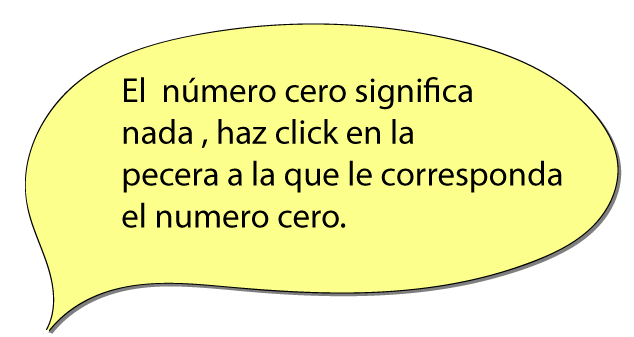 El  número cero significa
nada , haz click en la
pecera a la que le corresponda
el numero cero.